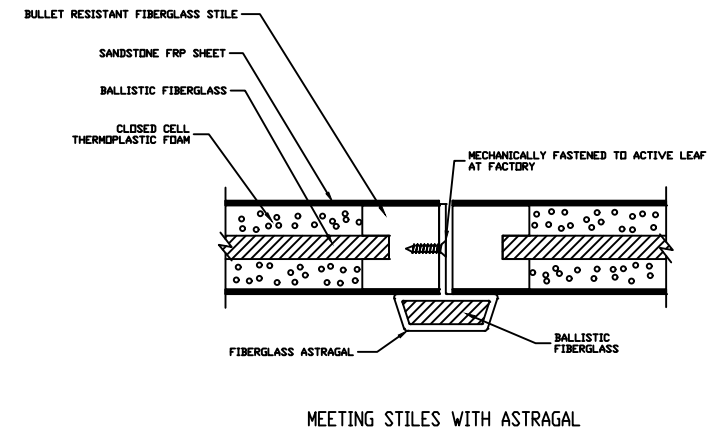 BULLET RESISTANT FIBERGLASS STILE
SANDSTONE FRP SHEET
BALLISTIC FIBERGLASS
CLOSED CELL
THERMOPLASTIC FOAM
MECHANICALLY FASTENED TO ACTIVE LEAF
AT FACTORY
FIBERGLASS ASTRAGAL
BALLISTIC
FIBERGLASS
MEETING STILES WITH ASTRAGAL